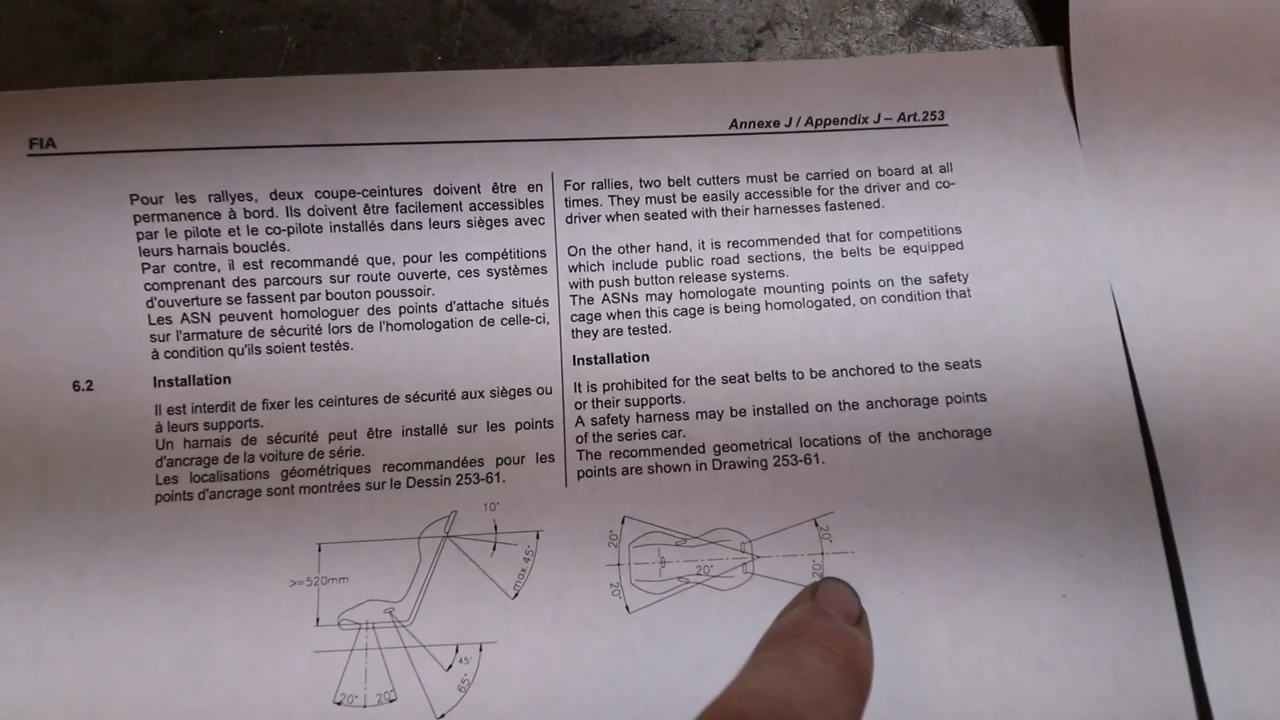 FIA
Annexe J / Appendix J – Art.253
Pour les rallyes, deux coupe-ceintures doivent être en
permanence à bord. Ils doivent être facilement accessibles
par le pilote et le co-pilote installés dans leurs sièges avec
leurs harnais bouclés.
Par contre, il est recommandé que, pour les compétitions
comprenant des parcours sur route ouverte, ces systèmes
d'ouverture se fassent par bouton poussoir.
Les ASN peuvent homologuer des points d'attache situés
sur l'armature de sécurité lors de l'homologation de celle-ci,
à condition qu'ils soient testés.
6.2
Installation
Il est interdit de fixer les ceintures de sécurité aux sièges ou
à leurs supports.
Un harnais de sécurité peut être installé sur les points
d'ancrage de la voiture de série.
Les localisations géométriques recommandées pour les
points d'ancrage sont montrées sur le Dessin 253-61.
For rallies, two belt cutters must be carried on board at all
times. They must be easily accessible for the driver and co-
driver when seated with their harnesses fastened.
On the other hand, it is recommended that for competitions
which include public road sections, the belts be equipped
with push button release systems.
The ASNs may homologate mounting points on the safety
cage when this cage is being homologated, on condition that
they are tested.
Installation
It is prohibited for the seat belts to be anchored to the seats
or their supports.
A safety harness may be installed on the anchorage points
of the series car.
The recommended geometrical locations of the anchorage
points are shown in Drawing 253-61.
10°
>=520mm
max.45°
45°
65°
20° 20°
20°
20°
20°
20°
20°